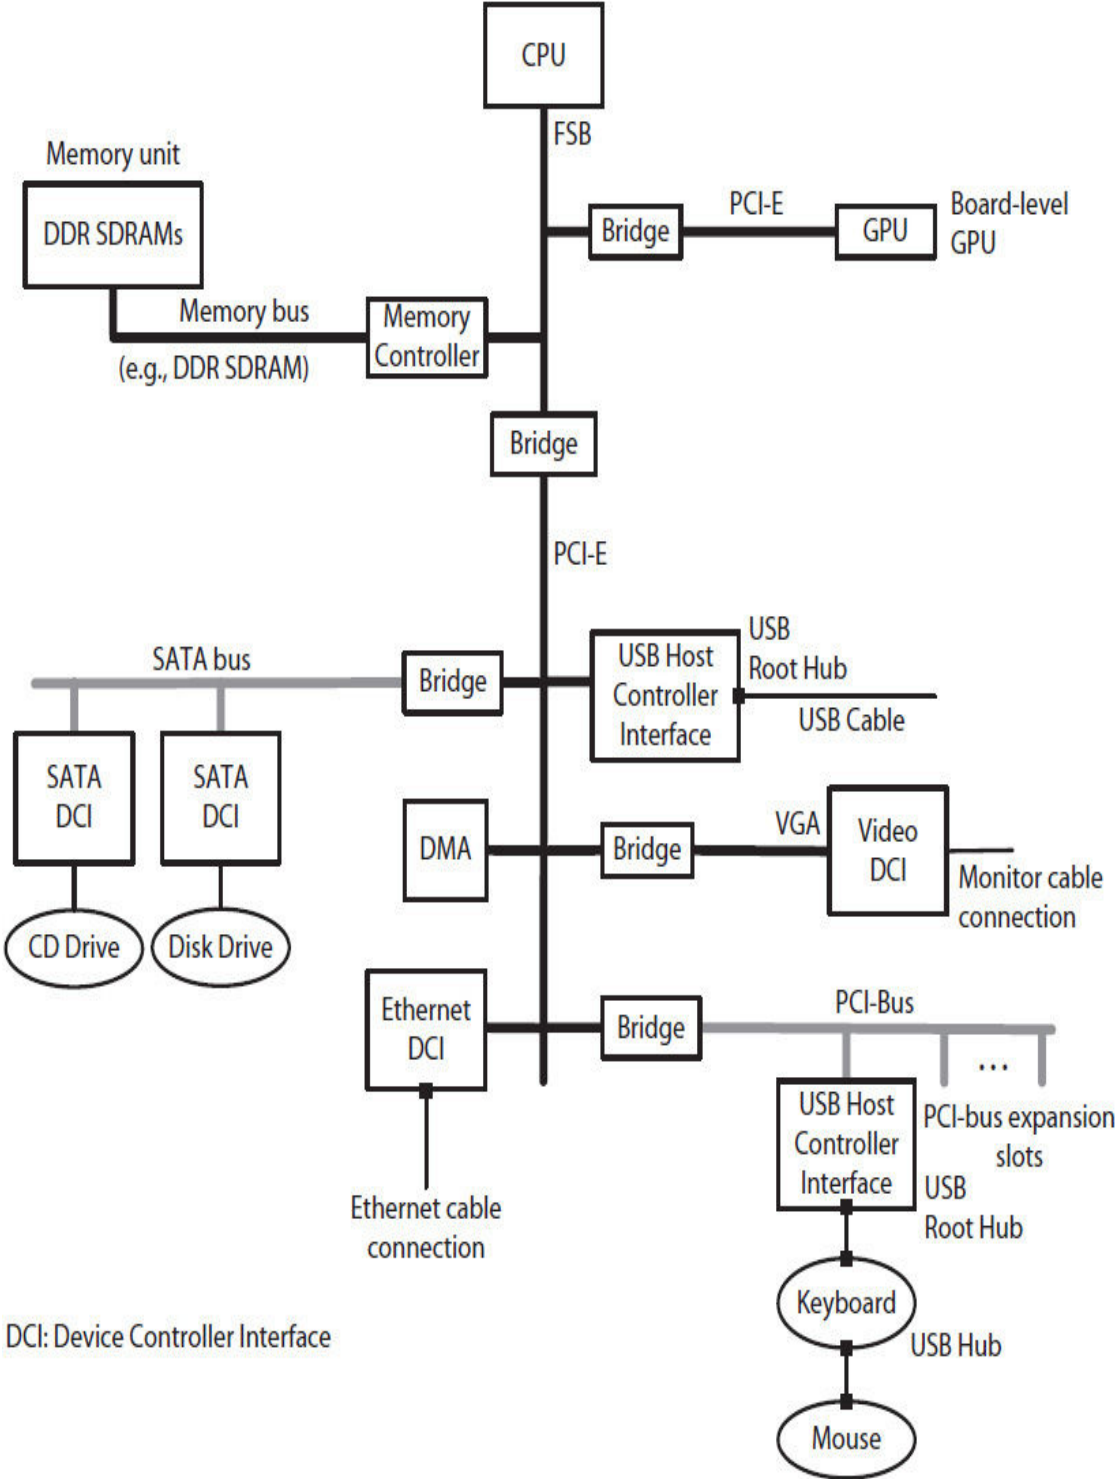 CPU
FSB
Memory unit
DDR SDRAMs
PCI-E
Bridge
GPU
Board-level
GPU
Memory bus
(e.g., DDR SDRAM)
Memory
Controller
Bridge
PCI-E
SATA bus
Bridge
USB Host
Controller
Interface
USB
Root Hub
USB Cable
SATA
DCI
SATA
DCI
CD Drive
Disk Drive
DMA
Bridge
VGA
Video
DCI
Monitor cable
connection
Ethernet
DCI
Bridge
PCI-Bus
...
PCI-bus expansion
slots
USB Host
Controller
Interface
USB
Root Hub
Ethernet cable
connection
Keyboard
USB Hub
Mouse
DCI: Device Controller Interface